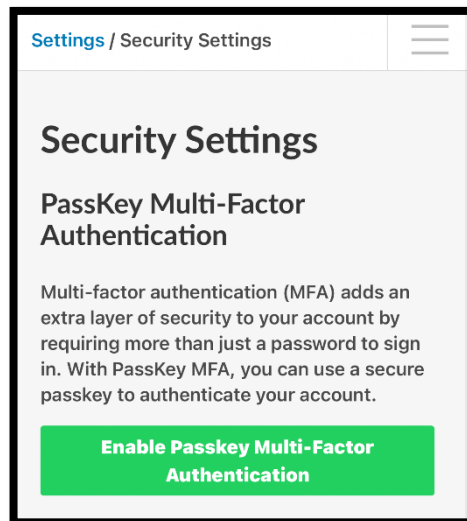 Settings / Security Settings
Security Settings
PassKey Multi-Factor
Authentication
Multi-factor authentication (MFA) adds an
extra layer of security to your account by
requiring more than just a password to sign
in. With PassKey MFA, you can use a secure
passkey to authenticate your account.
Enable Passkey Multi-Factor
Authentication